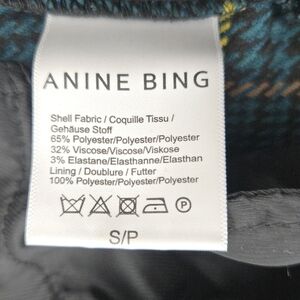 ANINE BING
Shell Fabric / Coquille Tissu /
Gehäuse Stoff
65% Polyester/Polyester/Polyester
32% Viscose/Viscose/Viskose
3% Elastane/Elasthanne/Elasthan
Lining / Doublure / Futter
100% Polyester/Polyester/Polyester
P
S/P